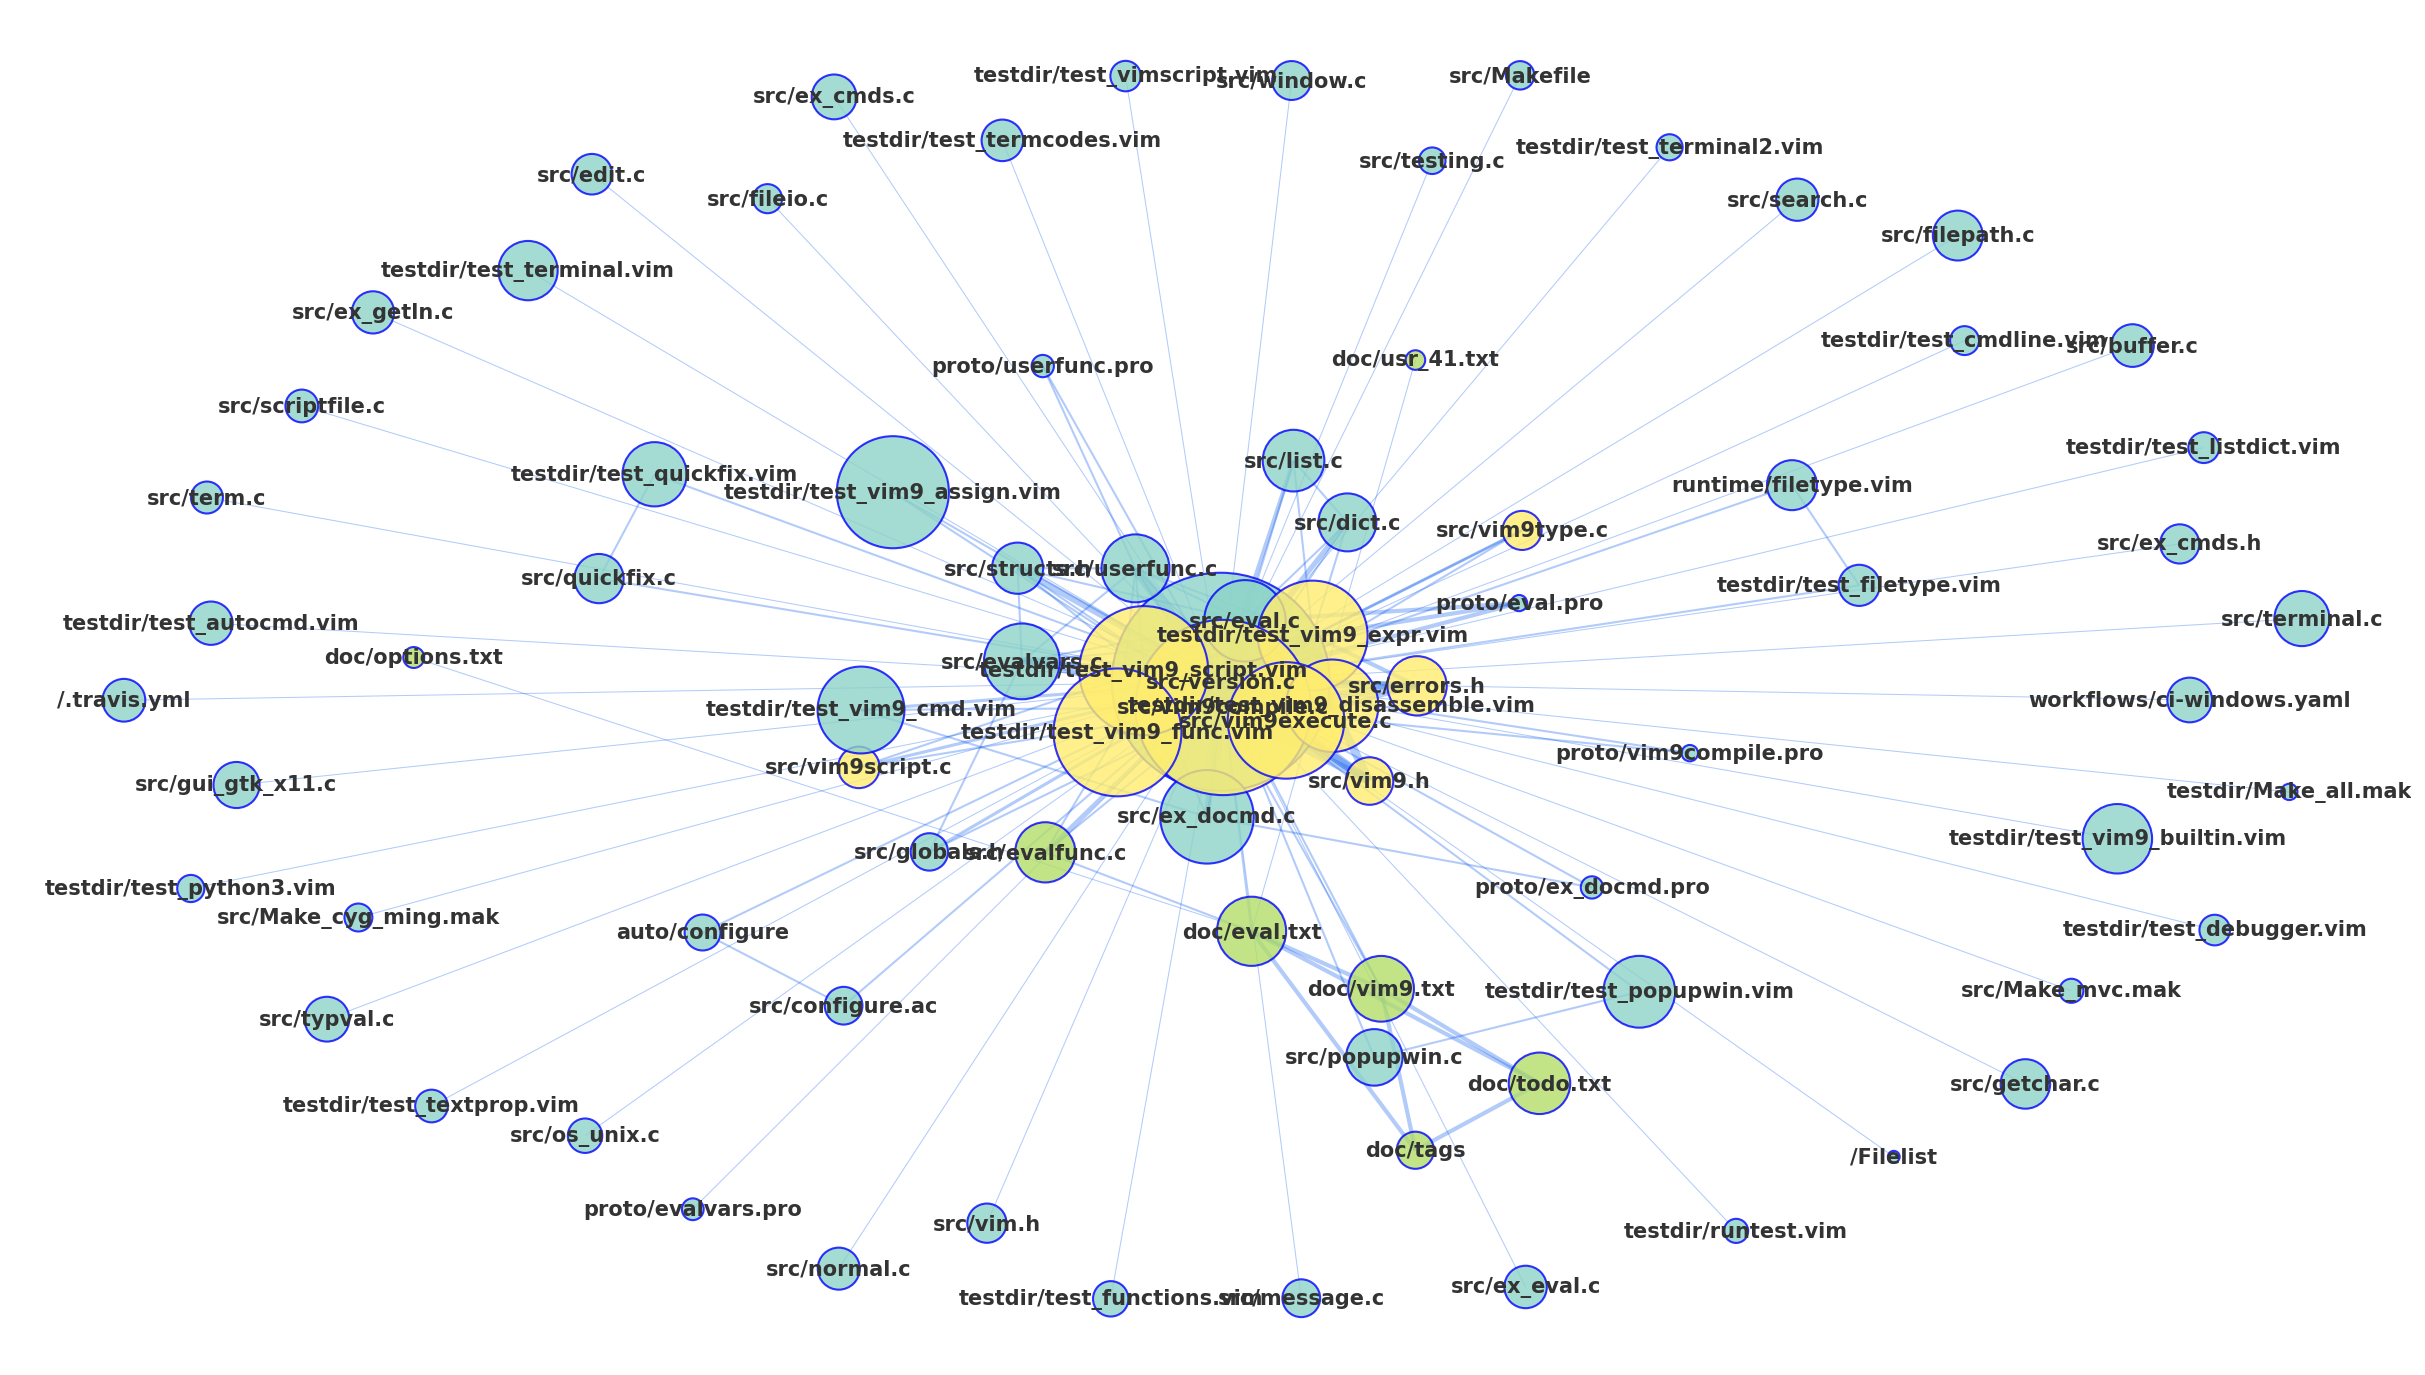 testdir/test_vimscript.vim
src/window.c
src/Makefile
src/ex_cmds.c
testdir/test_termcodes.vim
testdir/test_terminal2.vim
src/testing.c
src/edit.c
src/fileio.c
src/search.c
src/filepath.c
testdir/test_terminal.vim
src/ex_getln.c
testdir/test_cmdline.vim
src/buffer.c
doc/usr_41.txt
proto/userfunc.pro
src/scriptfile.c
testdir/test_listdict.vim
src/list.c
testdir/test_quickfix.vim
runtime/filetype.vim
testdir/test_vim9_assign.vim
src/term.c
src/dict.c
src/vim9type.c
src/ex_cmds.h
src/structs.h
src/userfunc.c
src/quickfix.c
testdir/test_filetype.vim
proto/eval.pro
src/eval.c
src/terminal.c
testdir/test_autocmd.vim
testdir/test_vim9_expr.vim
doc/options.txt
src/evalvars.c
testdir/test_vim9_script.vim
src/version.c
src/errors.h
/.travis.yml
workflows/ci-windows.yaml
src/vim9compile.c
testdir/test_vim9_disassemble.vim
testdir/test_vim9_cmd.vim
src/vim9execute.c
testdir/test_vim9_func.vim
proto/vim9compile.pro
src/vim9script.c
src/vim9.h
src/gui_gtk_x11.c
testdir/Make_all.mak
src/ex_docmd.c
testdir/test_vim9_builtin.vim
src/globals.h
src/evalfunc.c
testdir/test_python3.vim
proto/ex_docmd.pro
src/Make_cyg_ming.mak
auto/configure
doc/eval.txt
testdir/test_debugger.vim
doc/vim9.txt
testdir/test_popupwin.vim
src/Make_mvc.mak
src/configure.ac
src/typval.c
src/popupwin.c
doc/todo.txt
src/getchar.c
testdir/test_textprop.vim
src/os_unix.c
doc/tags
/Filelist
proto/evalvars.pro
src/vim.h
testdir/runtest.vim
src/normal.c
src/ex_eval.c
testdir/test_functions.vim
src/message.c